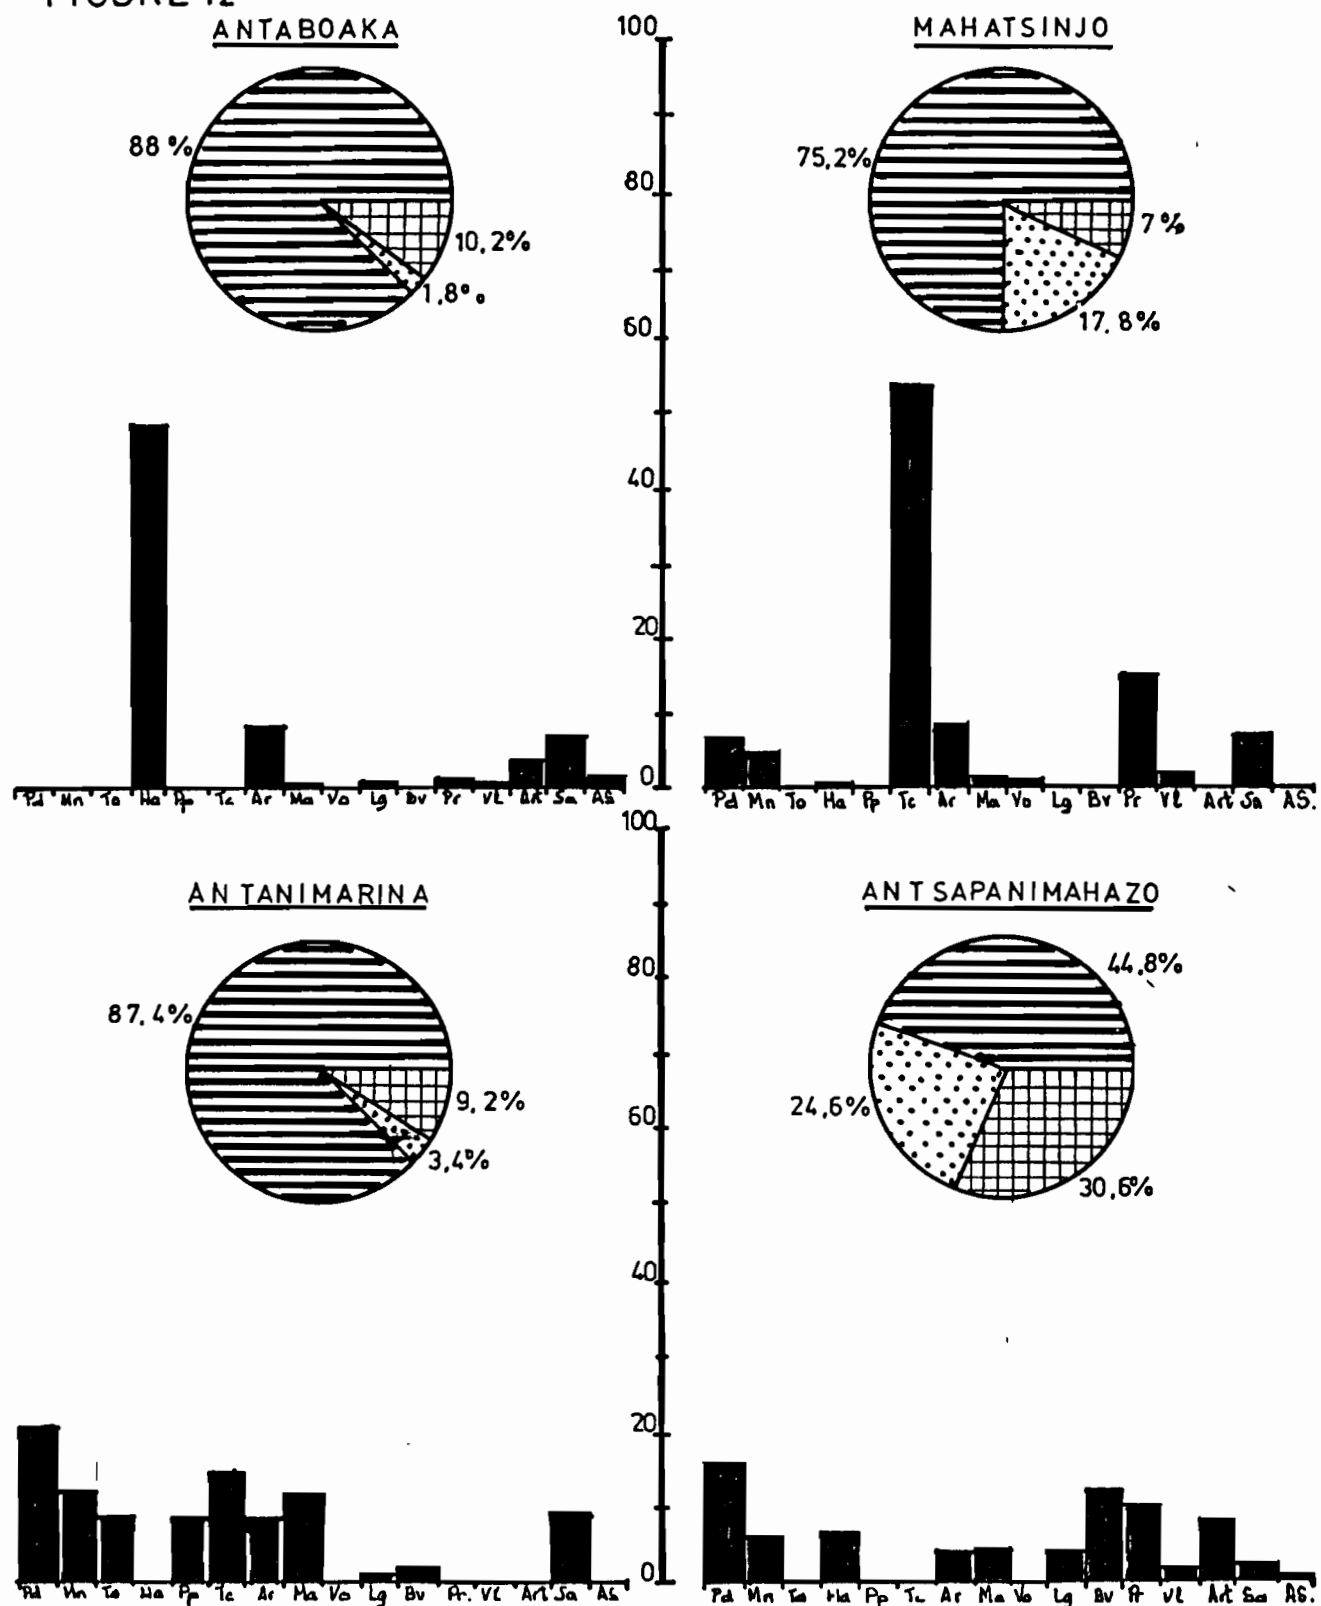 FIGURE 12
ANTABOAKA
88 %
10,2%
1,8%
100
80
60
40
20
0
MAHATSINJO
75,2%
7%
17,8%
Pd Mn To Ha Pp Tc Ar Ma Vo Lg Bv Pr Vl Art Sa AS
Pd Mn To Ha Pp Tc Ar Ma Vo Lg Bv Pr Vl Art Sa AS.
ANTANIMARINA
87,4%
9,2%
3,4%
100
80
60
40
20
0
ANTSAPANIMAHAZO
44,8%
24,6%
30,6%
Pd Mn To Ha Pp Tc Ar Ma Vo Lg Bv Pr. Vl Art Sa AS
Pd Mn To Ha Pp Tc Ar Ma Vo Lg Bv Pr Vl Art Sa AS.